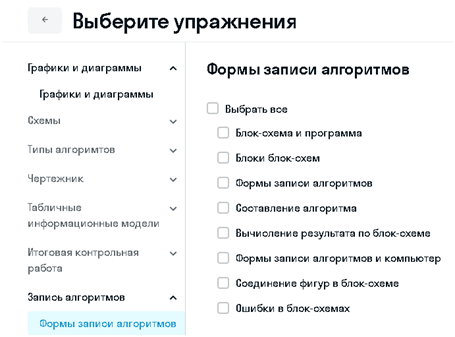 Выберите упражнения
Графики и диаграммы
Графики и диаграммы
Схемы
Типы алгоримтов
Чертежник
Табличные
информационные модели
Итоговая контрольная
работа
Запись алгоритмов
Формы записи алгоритмов
Формы записи алгоритмов
Выбрать все
Блок-схема и программа
Блоки блок-схем
Формы записи алгоритмов
Составление алгоритма
Вычисление результата по блок-схеме
Формы записи алгоритмов и компьютер
Соединение фигур в блок-схеме
Ошибки в блок-схемах